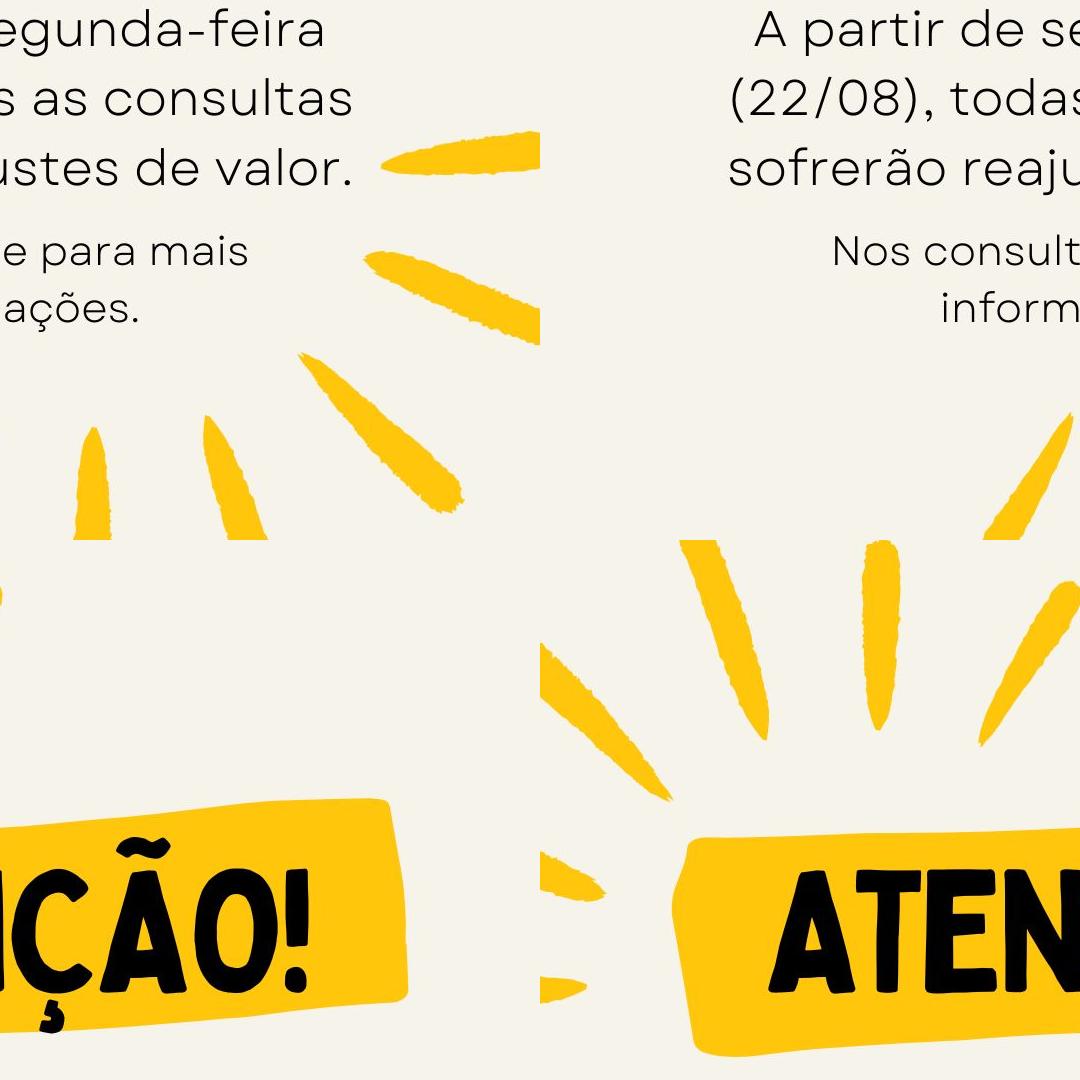 egunda-feira
s as consultas
ustes de valor.
e para mais
ações.
A partir de se
(22/08), todas
sofrerão reaju
Nos consult
inform
ÇÃO!
ATEN